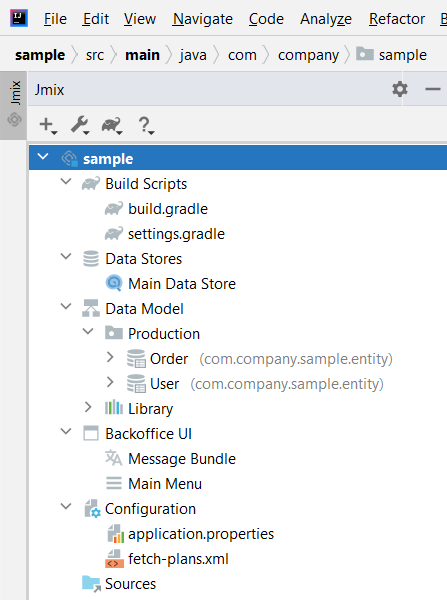 File Edit View Navigate Code Analyze Refactor B
sample src main java com company sample
Jmix Jmix
sample
Build Scripts
build.gradle
settings.gradle
Data Stores
Main Data Store
Data Model
Production
Order (com.company.sample.entity)
User (com.company.sample.entity)
Library
Backoffice UI
Message Bundle
Main Menu
Configuration
application.properties
fetch-plans.xml
Sources